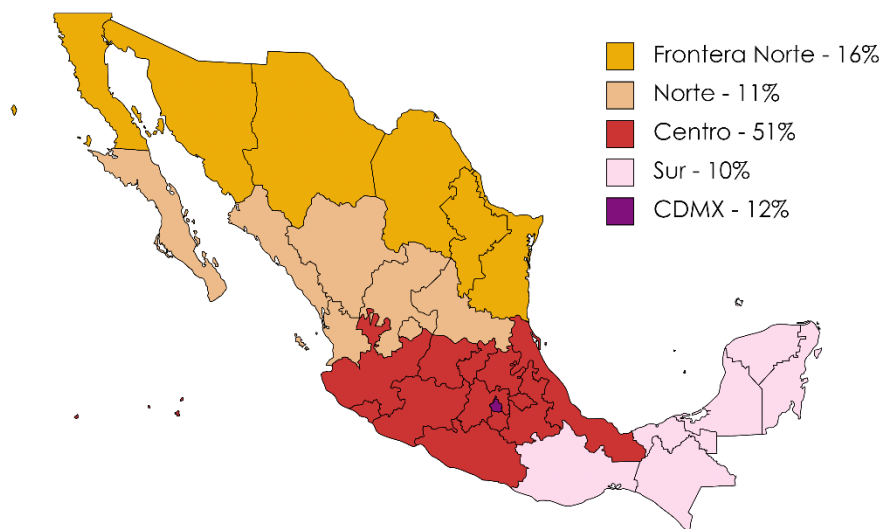 Frontera Norte - 16%
Norte - 11%
Centro - 51%
Sur - 10%
CDMX - 12%